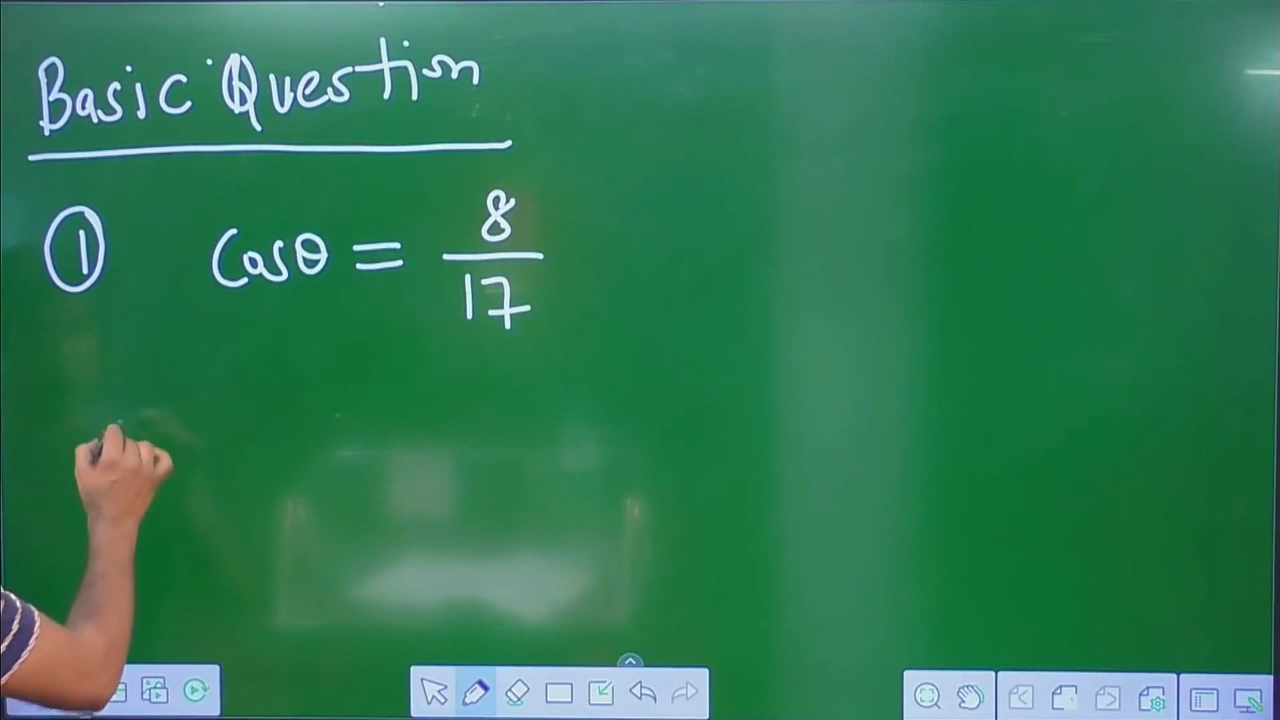 Basic Question
① Cosθ = 8/17